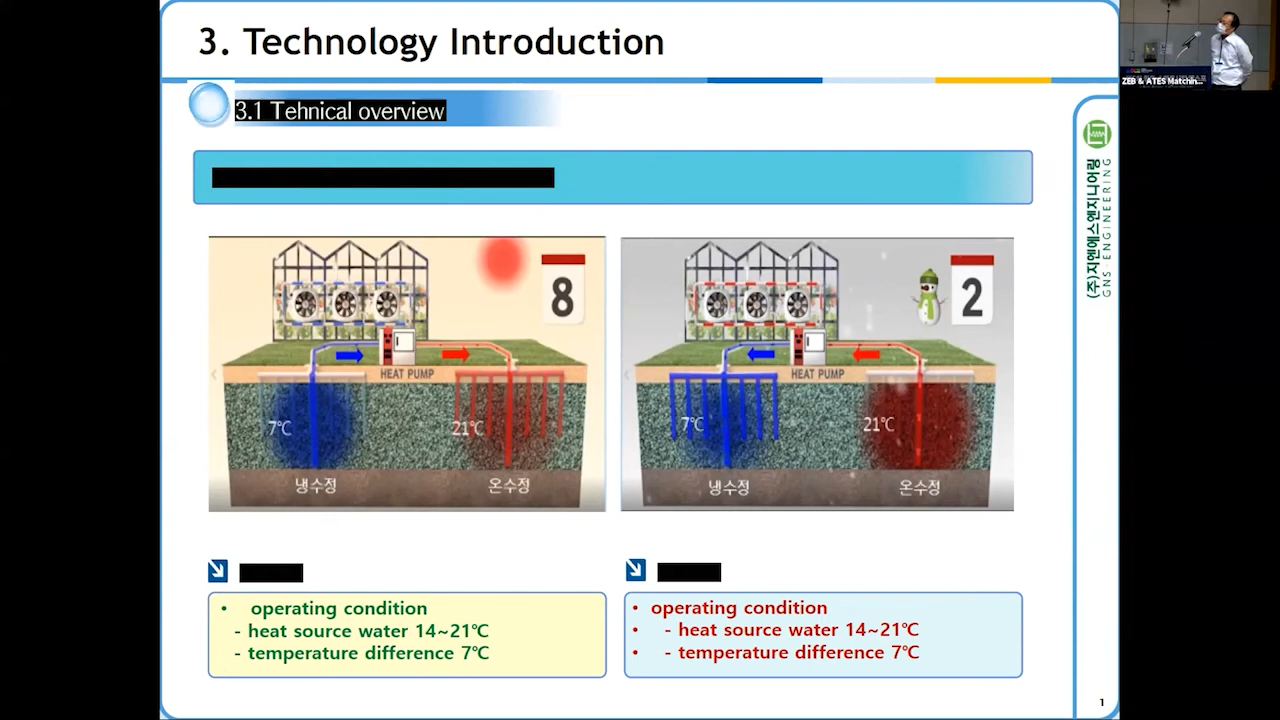 3. Technology Introduction
3.1 Tehnical overview
8
HEAT PUMP
7℃
21℃
냉수정
온수정
2
HEAT PUMP
7℃
21℃
냉수정
온수정
• operating condition
- heat source water 14~21℃
- temperature difference 7℃
• operating condition
• - heat source water 14~21℃
• - temperature difference 7℃
(주)지엔에스엔지니어링
GNS ENGINEERING
1
ZEB & ATES Matchin...